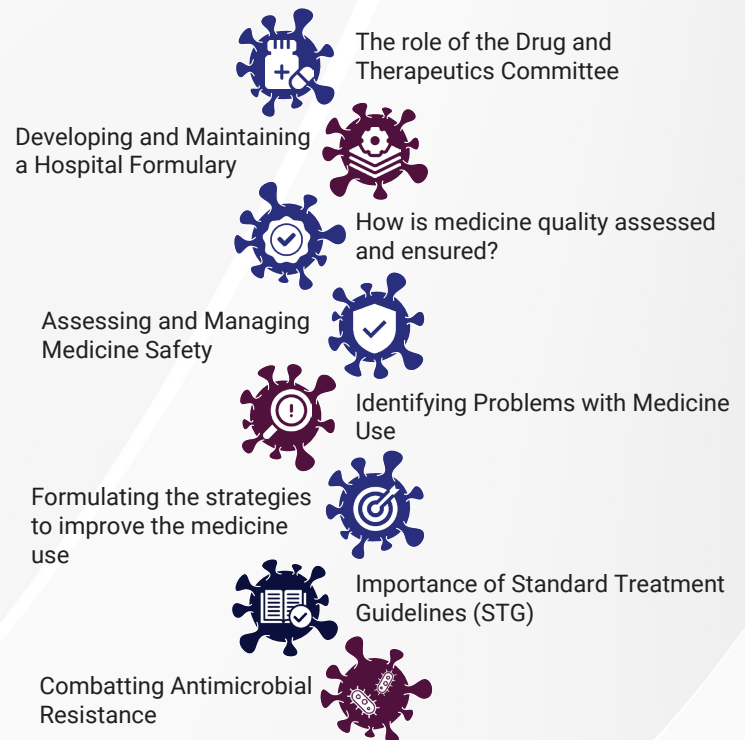 The role of the Drug and
Therapeutics Committee
Developing and Maintaining
a Hospital Formulary
How is medicine quality assessed
and ensured?
Assessing and Managing
Medicine Safety
Identifying Problems with Medicine
Use
Formulating the strategies
to improve the medicine
use
Importance of Standard Treatment
Guidelines (STG)
Combatting Antimicrobial
Resistance